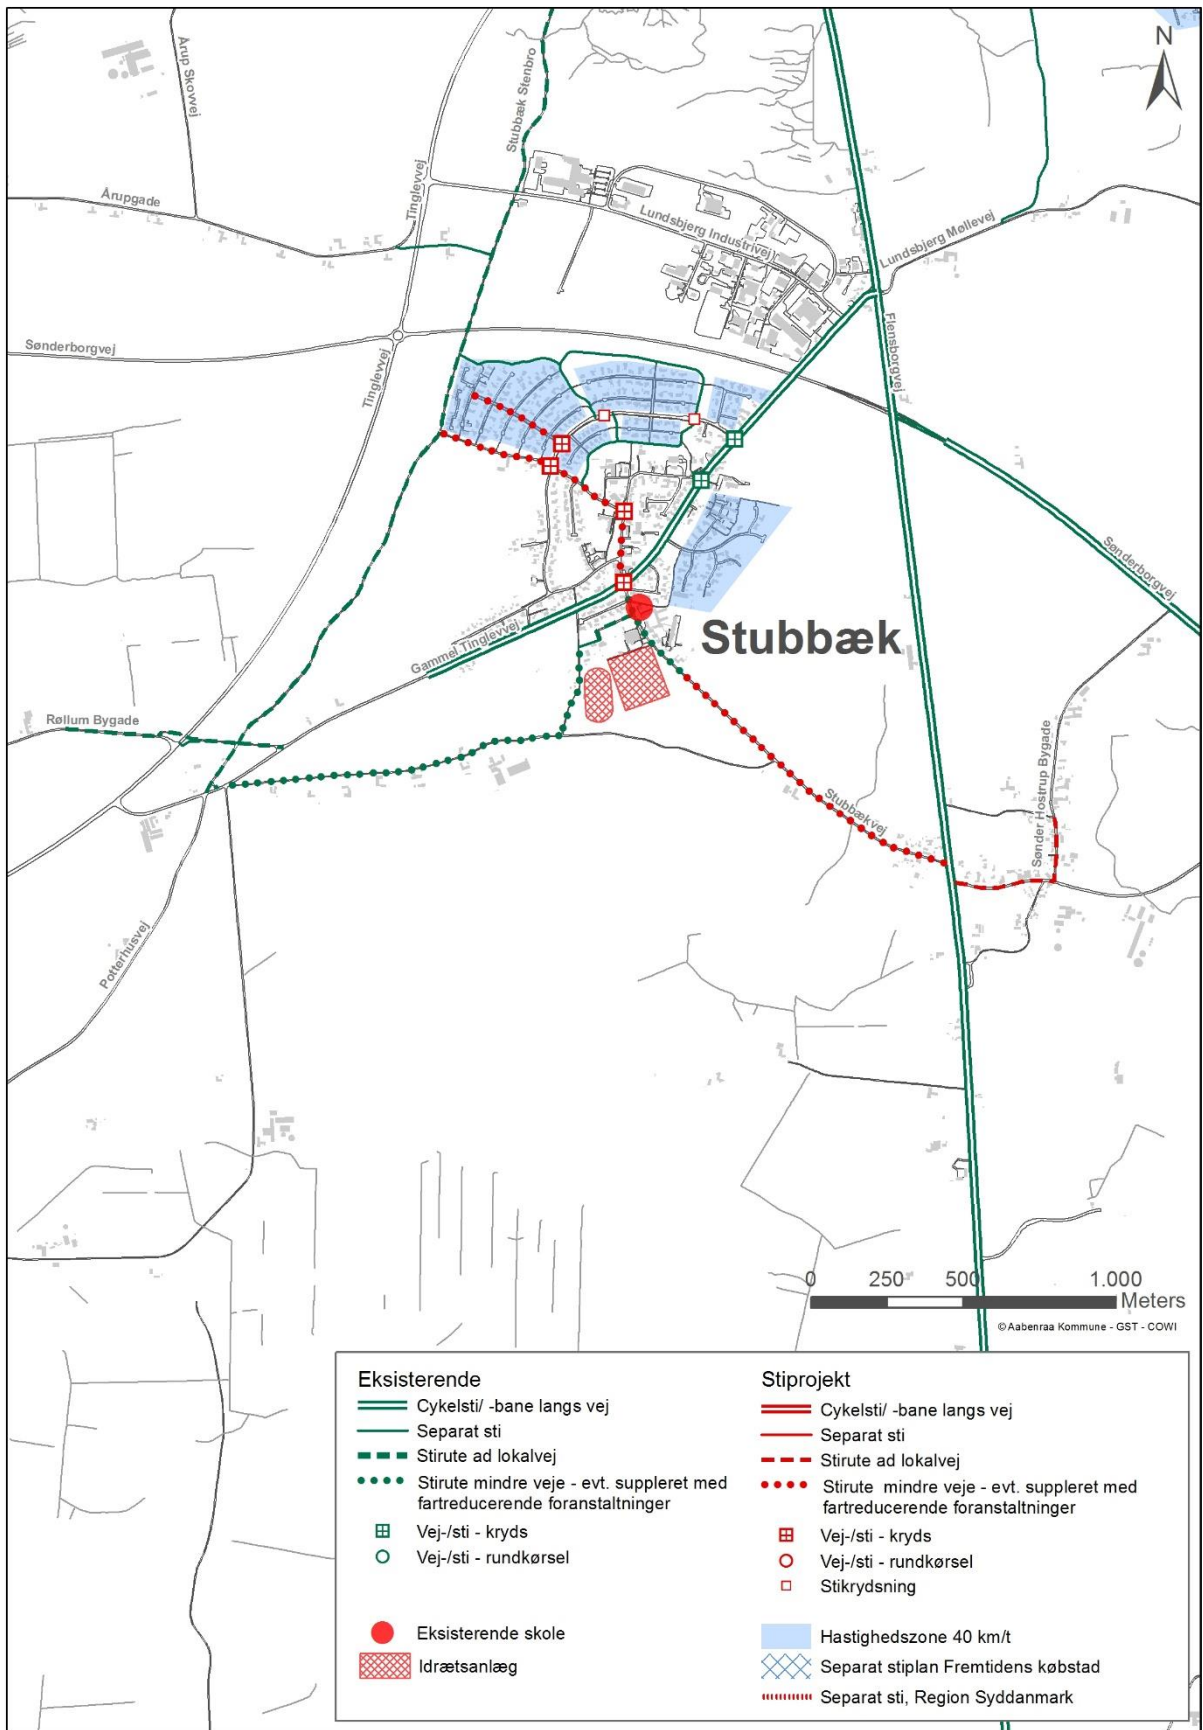 N
Årup Skovvej
Stubbæk Stenbro
Tinglevvej
Årupgade
Lundsbjerg Industrivej
Lundsbjerg Møllevej
Flensborgvej
Sønderborgvej
Tinglevvej
Sønderborgvej
Stubbæk
Gammel Tinglevvej
Røllum Bygade
Sønder Hostrup Bygade
Stubbækvej
Potterhusvej
0 250 500 1.000
Meters
© Aabenraa Kommune - GST - COWI
Eksisterende
Cykelsti/ -bane langs vej
Separat sti
Stirute ad lokalvej
Stirute mindre veje - evt. suppleret med
fartreducerende foranstaltninger
Vej-/sti - kryds
Vej-/sti - rundkørsel
Eksisterende skole
Idrætsanlæg
Stiprojekt
Cykelsti/ -bane langs vej
Separat sti
Stirute ad lokalvej
Stirute mindre veje - evt. suppleret med
fartreducerende foranstaltninger
Vej-/sti - kryds
Vej-/sti - rundkørsel
Stikrydsning
Hastighedszone 40 km/t
Separat stiplan Fremtidens købstad
Separat sti, Region Syddanmark